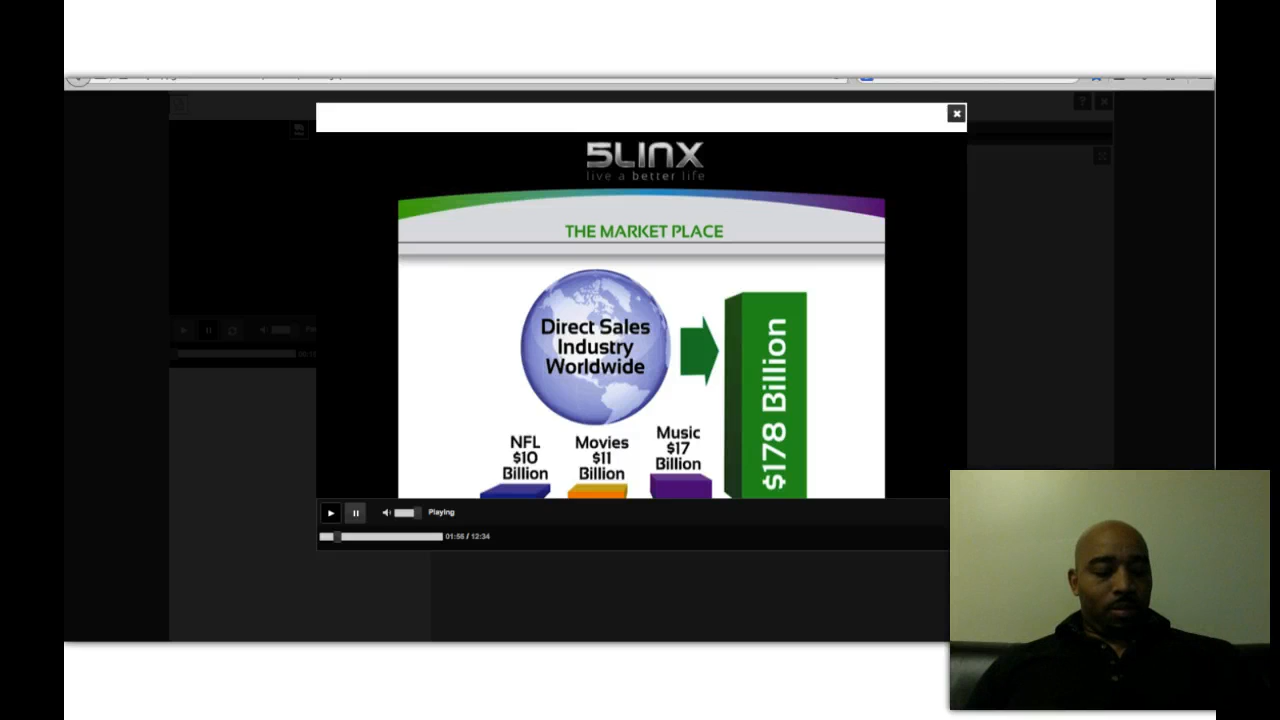 5LINX
live a better life
THE MARKET PLACE
Direct Sales
Industry
Worldwide
$178 Billion
NFL
$10
Billion
Movies
$11
Billion
Music
$17
Billion
Playing
01:56 / 12:34